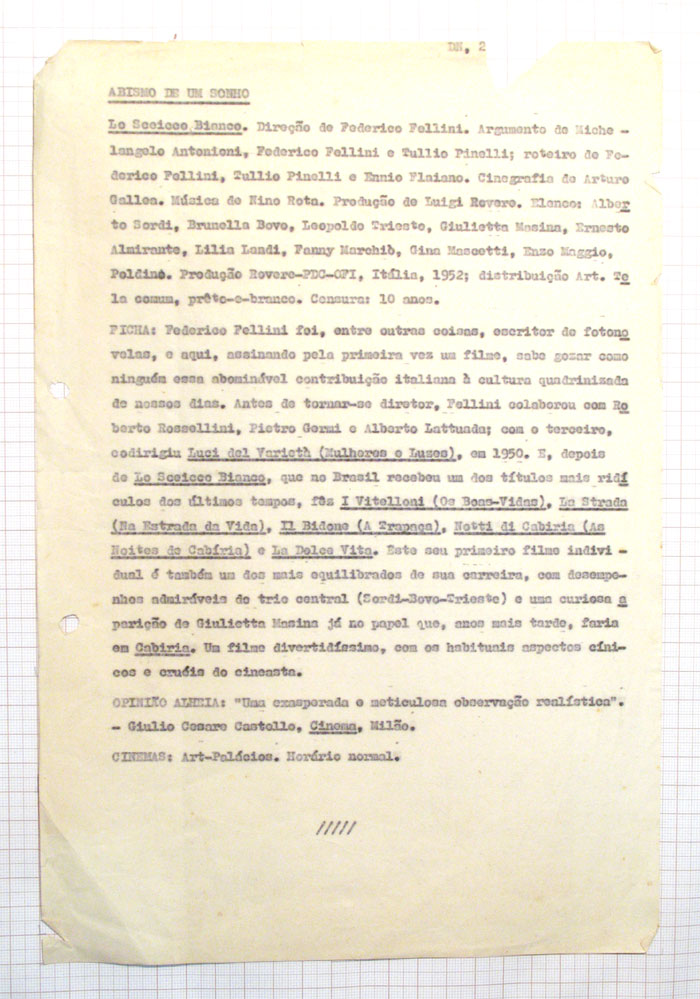 DN, 2
ABISMO DE UM SONHO
Lo Sceicco Bianco. Direção de Federico Fellini. Argumento de Miche -
langelo Antonioni, Federico Fellini e Tullio Pinelli; roteiro de Fe-
derico Fellini, Tullio Pinelli e Ennio Flaiano. Cinegrafia de Arturo
Gallea. Música de Nino Rota. Produção de Luigi Rovere. Elenco: Alber
to Sordi, Brunella Bovo, Leopoldo Trieste, Giulietta Masina, Ernesto
Almirante, Lilia Landi, Fanny Marchiò, Gina Mascetti, Enzo Maggio,
Poldino. Produção Rovere-PDC-OFI, Itália, 1952; distribuição Art. Te
la comum, prêto-e-branco. Censura: 10 anos.
FICHA: Federico Fellini foi, entre outras coisas, escritor de fotono
velas, e aqui, assinando pela primeira vez um filme, sabe gozar como
ninguém essa abominável contribuição italiana à cultura quadrinizada
de nossos dias. Antes de tornar-se diretor, Fellini colaborou com Ro
berto Rossellini, Pietro Germi e Alberto Lattuada; com o terceiro,
codirigiu Luci del Varietà (Mulheres e Luzes), em 1950. E, depois
de Lo Sceicco Bianco, que no Brasil recebeu um dos títulos mais ridí
culos dos últimos tempos, fêz I Vitelloni (Os Boas-Vidas), La Strada
(Na Estrada da Vida), Il Bidone (A Trapaça), Notti di Cabiria (As
Noites de Cabíria) e La Dolce Vita. Êste seu primeiro filme indivi -
dual é também um dos mais equilibrados de sua carreira, com desempe-
nhos admiráveis do trio central (Sordi-Bovo-Trieste) e uma curiosa a
parição de Giulietta Masina já no papel que, anos mais tarde, faria
em Cabiria. Um filme divertidíssimo, com os habituais aspectos cíni-
cos e cruéis do cineasta.
OPINIÃO ALHEIA: "Uma exasperada e meticulosa observação realística".
- Giulio Cesare Castello, Cinema, Milão.
CINEMAS: Art-Palácios. Horário normal.
/////